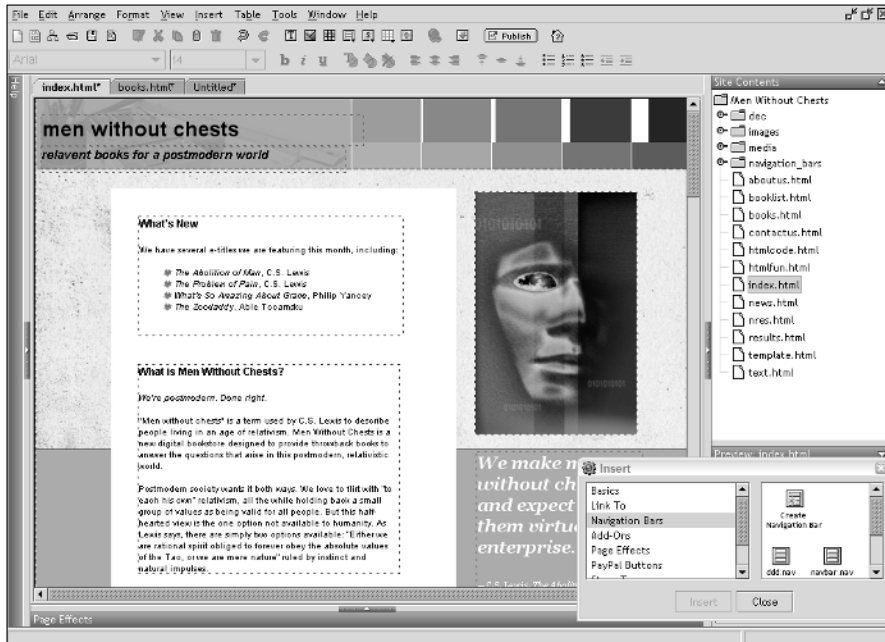 File Edit Arrange Format View Insert Table Tools Window Help
Publish
Arial
14
b i u
Help
index.html* books.html* Untitled*
men without chests
relavent books for a postmodern world
What's New
We have several e-titles we are featuring this month, including:
The Abolition of Man, C.S. Lewis
The Problem of Pain, C.S. Lewis
What's So Amazing About Grace, Philip Yancey
The Zoodaddy, Able Tooamdku
What is Men Without Chests?
We're postmodern. Done right.
"Men without chests" is a term used by C.S. Lewis to describe
people living in an age of relativism. Men Without Chests is a
new digital bookstore designed to provide throwback books to
answer the questions that arise in this postmodern, relativistic
world.
Postmodern society wants it both ways. We love to flirt with "to
each his own" relativism, all the while holding back a small
group of values as being valid for all people. But this half-
hearted view is the one option not available to humanity. As
Lewis says, there are simply two options available: "Either we
are rational spirit obliged to forever obey the absolute values
of the Tao, or we are mere nature" ruled by instinct and
natural impulses.
010101010101
010101010
01010101
We make m
without ch
and expect
them virtu
enterprise.
C.S. Lewis, The Aboliti
Page Effects
Site Contents
Men Without Chests
images
media
navigation_bars
aboutus.html
booklist.html
books.html
contactus.html
htmlcode.html
htmlfun.html
index.html
news.html
nres.html
results.html
template.html
text.html
Preview: index.html
Insert
Basics
Link To
Navigation Bars
Add-Ons
Page Effects
PayPal Buttons
Create
Navigation Bar
ddd.nav navbar.nav
Insert Close